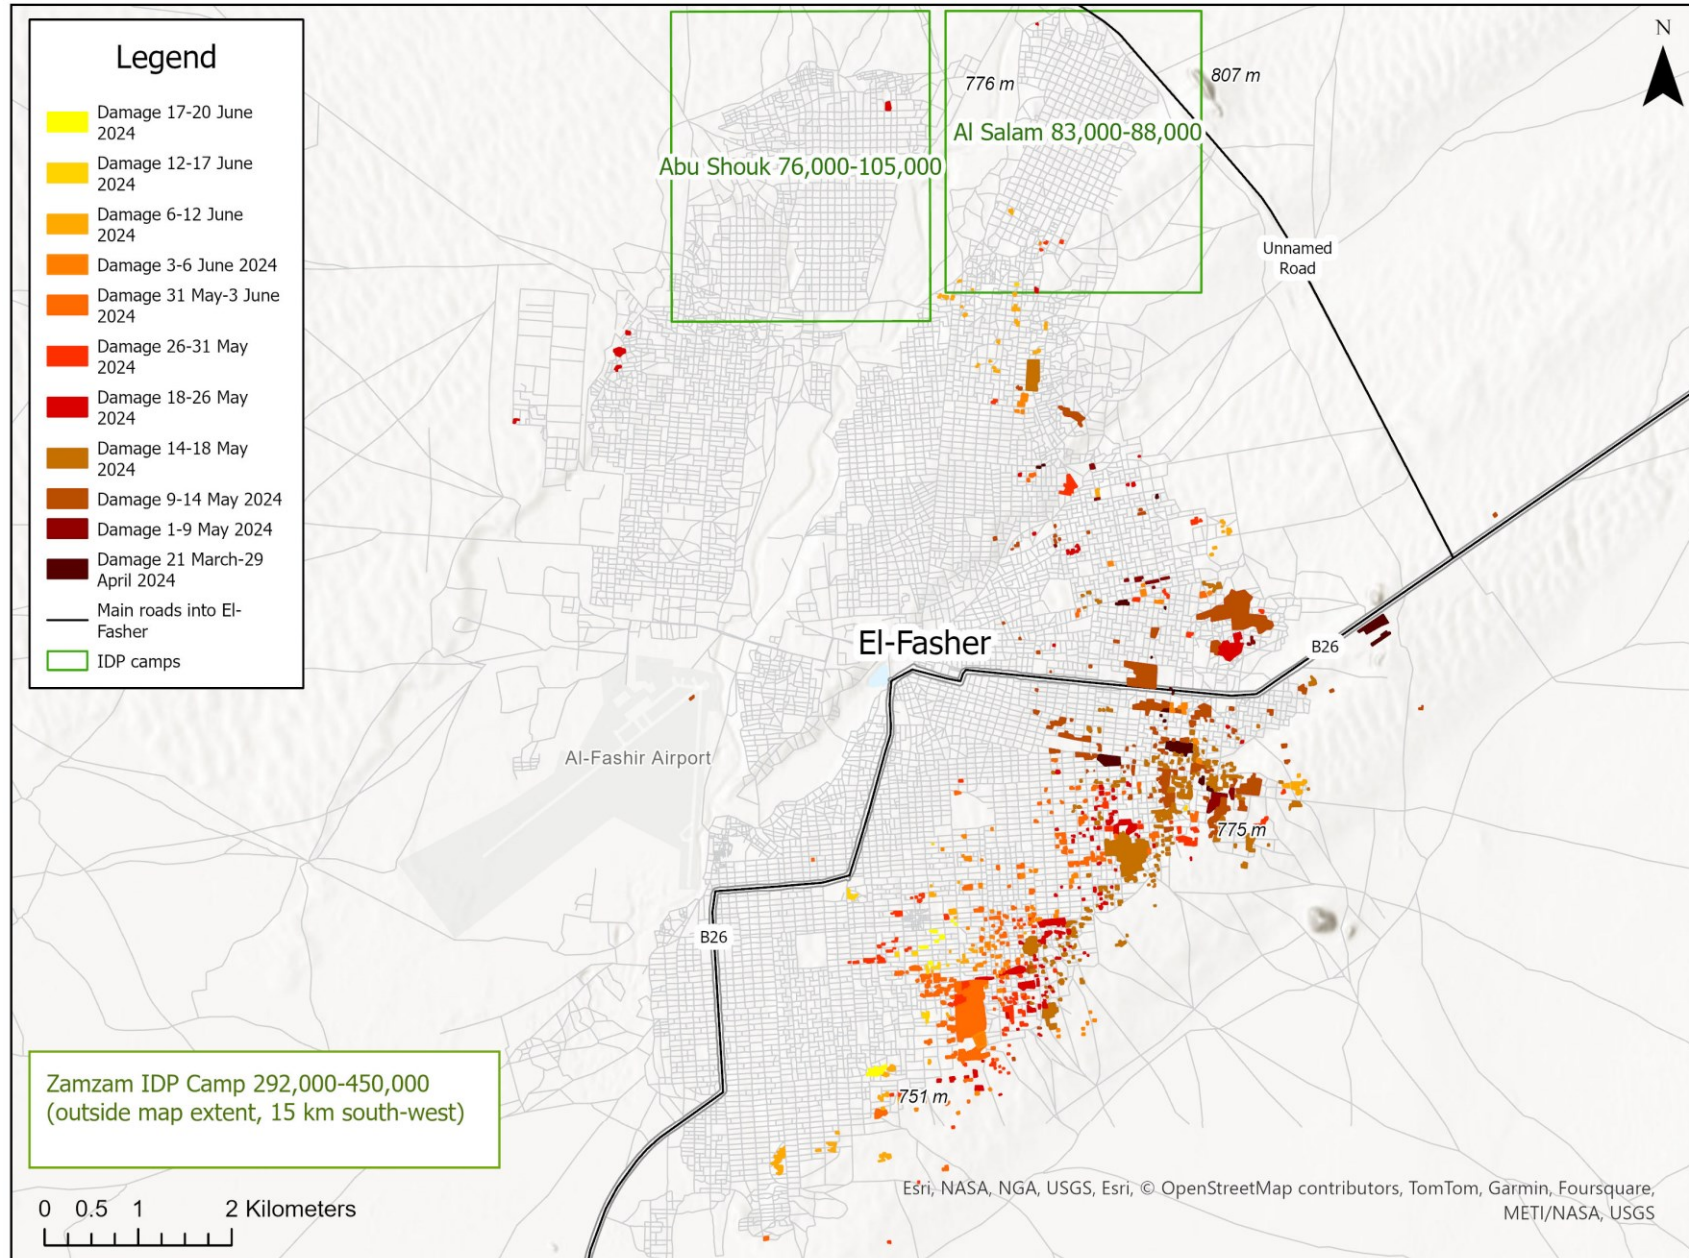 Legend
Damage 17-20 June
2024
Damage 12-17 June
2024
Damage 6-12 June
2024
Damage 3-6 June 2024
Damage 31 May-3 June
2024
Damage 26-31 May
2024
Damage 18-26 May
2024
Damage 14-18 May
2024
Damage 9-14 May 2024
Damage 1-9 May 2024
Damage 21 March-29
April 2024
Main roads into El-
Fasher
IDP camps
N
776 m
807 m
Al Salam 83,000-88,000
Abu Shouk 76,000-105,000
Unnamed
Road
El-Fasher
B26
Al-Fashir Airport
775 m
B26
751 m
Zamzam IDP Camp 292,000-450,000
(outside map extent, 15 km south-west)
0 0.5 1 2 Kilometers
Esri, NASA, NGA, USGS, Esri, © OpenStreetMap contributors, TomTom, Garmin, Foursquare,
METI/NASA, USGS